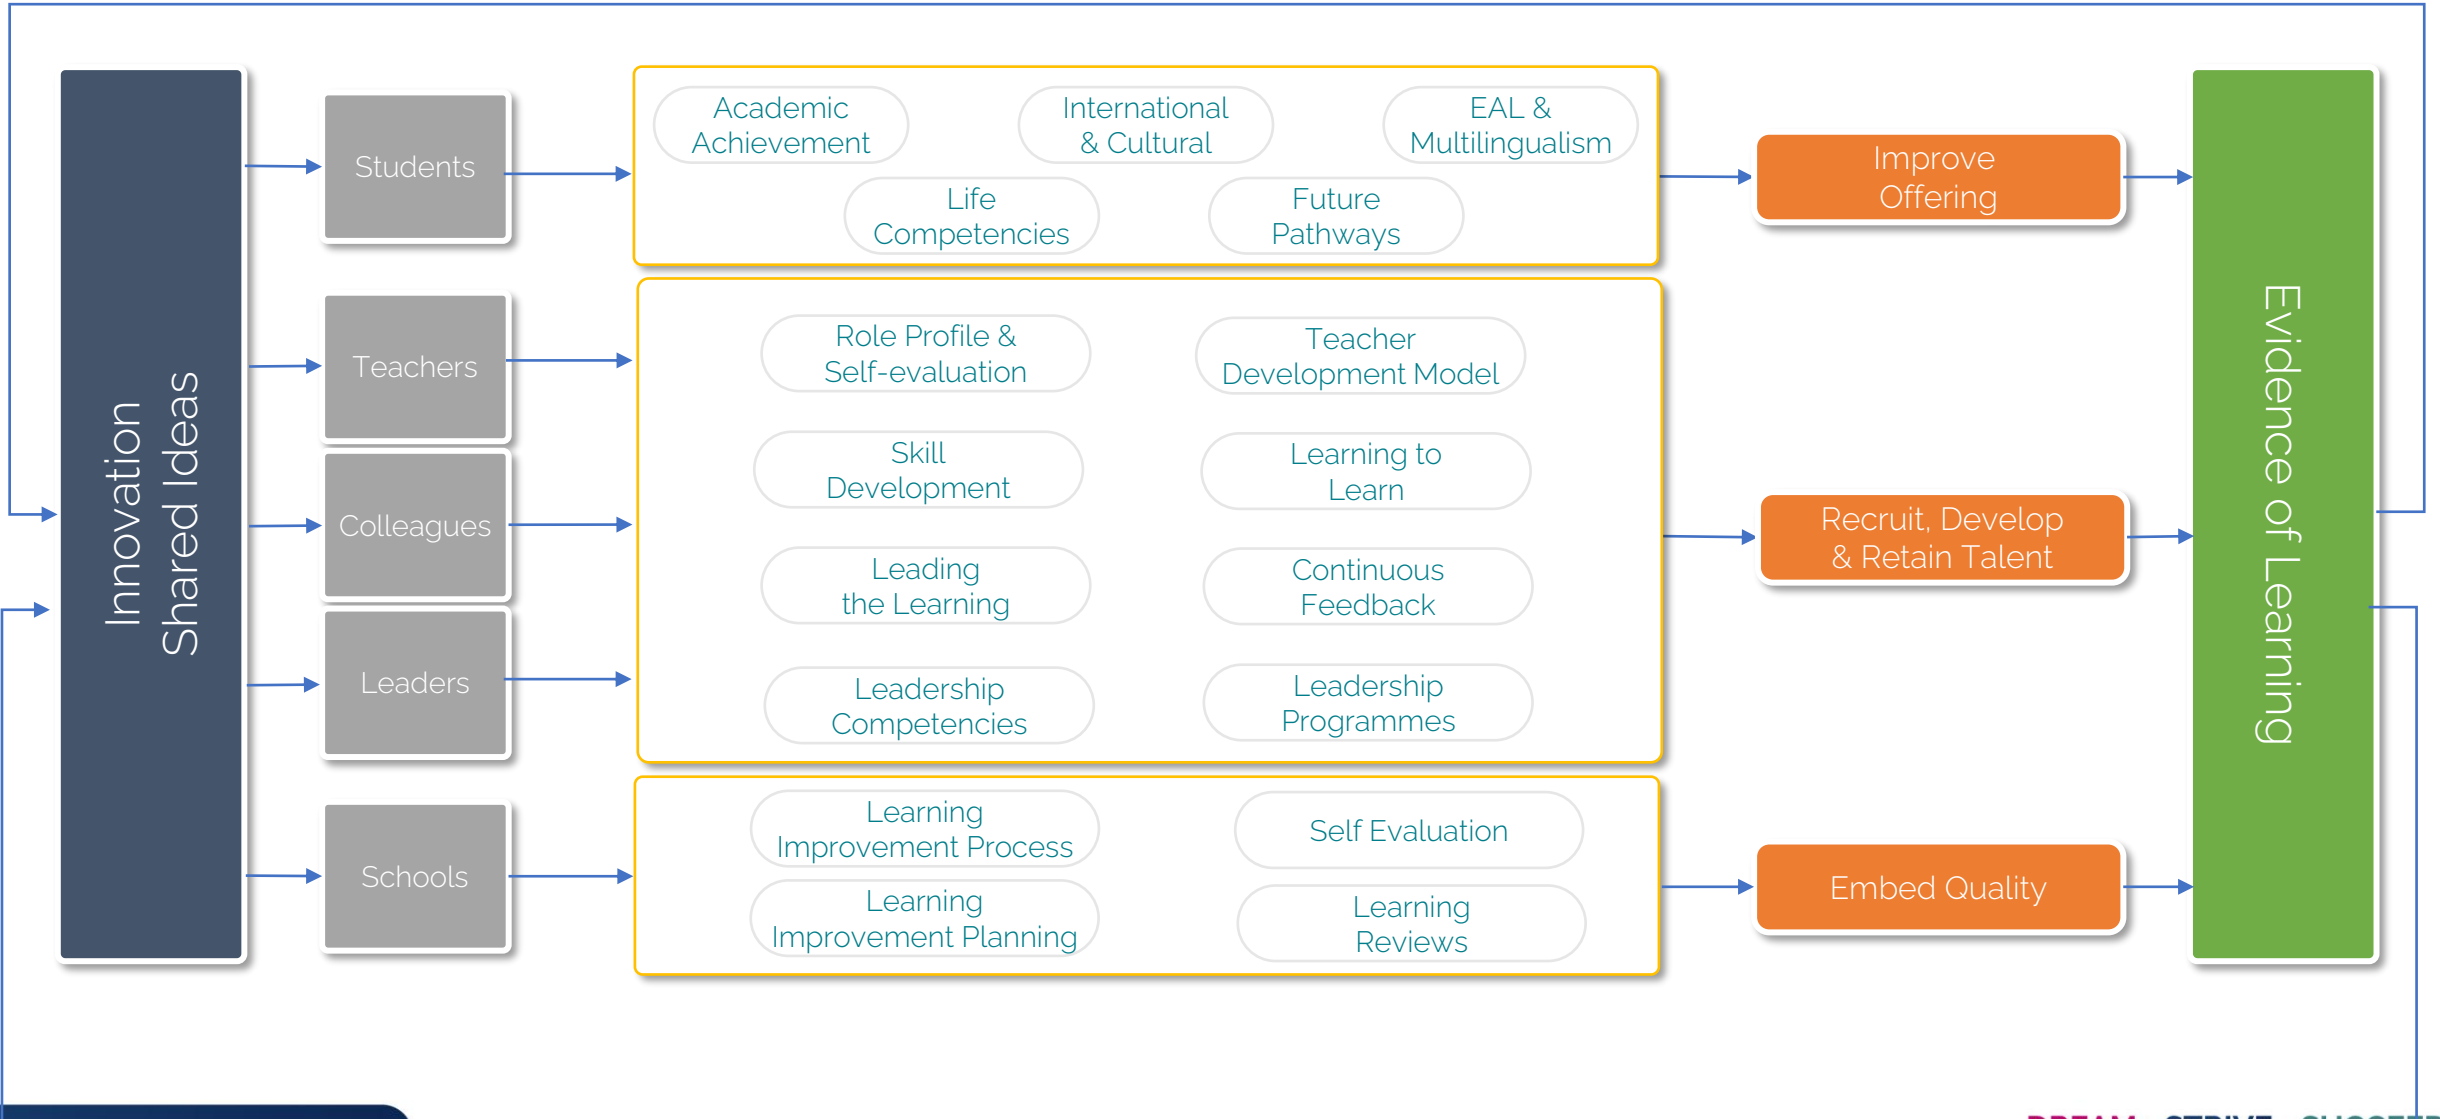 Innovation
Shared Ideas
Students
Teachers
Colleagues
Leaders
Schools
Academic
Achievement
International
& Cultural
EAL &
Multilingualism
Life
Competencies
Future
Pathways
Role Profile &
Self-evaluation
Teacher
Development Model
Skill
Development
Learning to
Learn
Leading
the Learning
Continuous
Feedback
Leadership
Competencies
Leadership
Programmes
Learning
Improvement Process
Self Evaluation
Learning
Improvement Planning
Learning
Reviews
Improve
Offering
Recruit, Develop
& Retain Talent
Embed Quality
Evidence of Learning